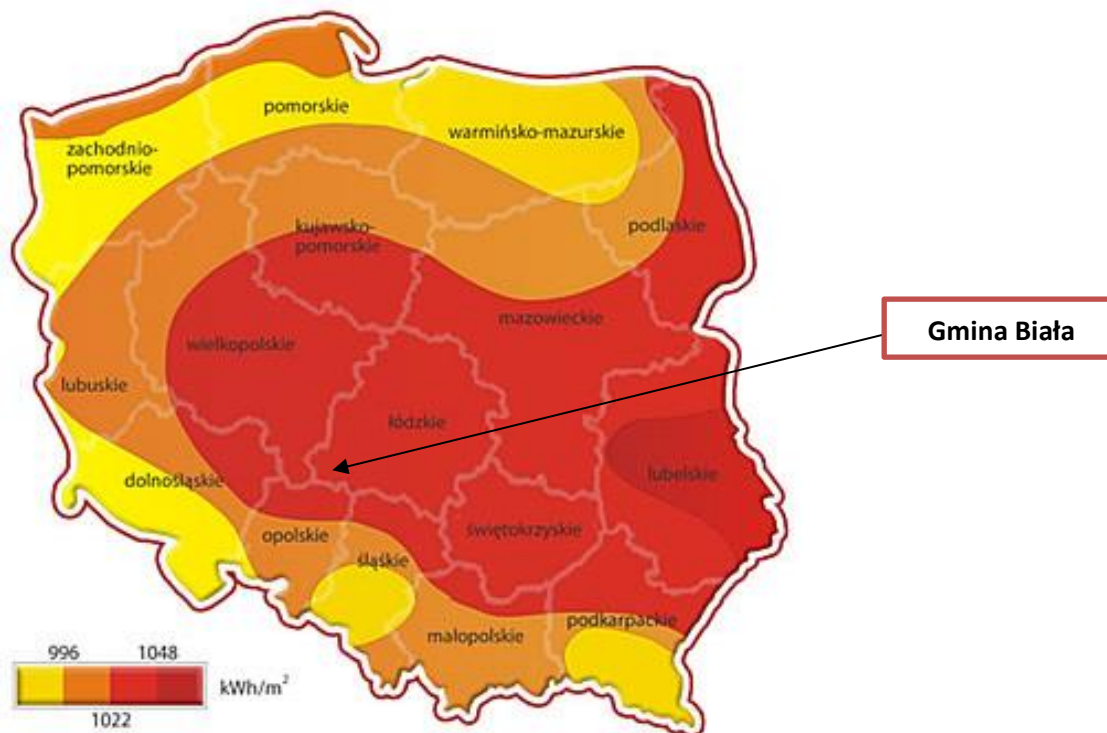 pomorskie
warmińsko-mazurskie
zachodnio-
pomorskie
podlaskie
kujawsko-
pomorskie
mazowieckie
Gmina Biała
wielkopolskie
lubuskie
łódzkie
lubelskie
dolnośląskie
opolskie
świętokrzyskie
śląskie
podkarpackie
małopolskie
996 1048
kWh/m²
1022